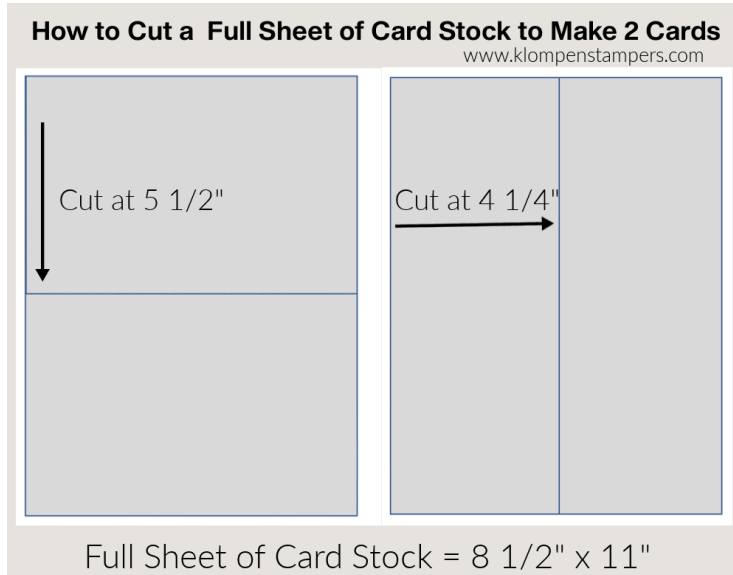 How to Cut a Full Sheet of Card Stock to Make 2 Cards
www.klompenstampers.com
Cut at 5 1/2"
Cut at 4 1/4"
Full Sheet of Card Stock = 8 1/2" x 11"